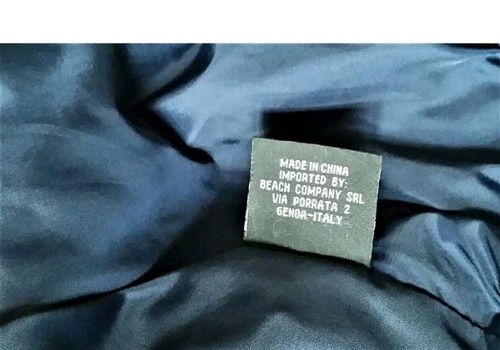 MADE IN CHINA
IMPORTED BY:
BEACH COMPANY SRL
VIA PORRATA 2
GENOA-ITALY